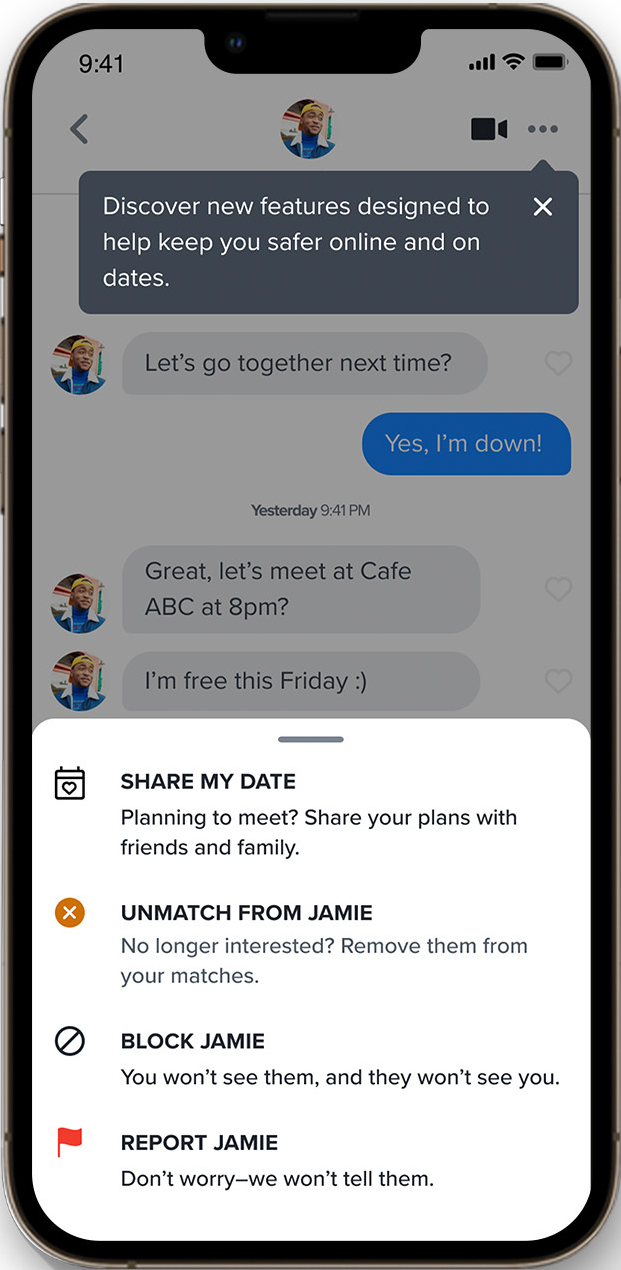 9:41
Discover new features designed to
help keep you safer online and on
dates.
Let’s go together next time?
Yes, I’m down!
Yesterday 9:41 PM
Great, let’s meet at Cafe
ABC at 8pm?
I’m free this Friday :)
SHARE MY DATE
Planning to meet? Share your plans with
friends and family.
UNMATCH FROM JAMIE
No longer interested? Remove them from
your matches.
BLOCK JAMIE
You won’t see them, and they won’t see you.
REPORT JAMIE
Don’t worry–we won’t tell them.